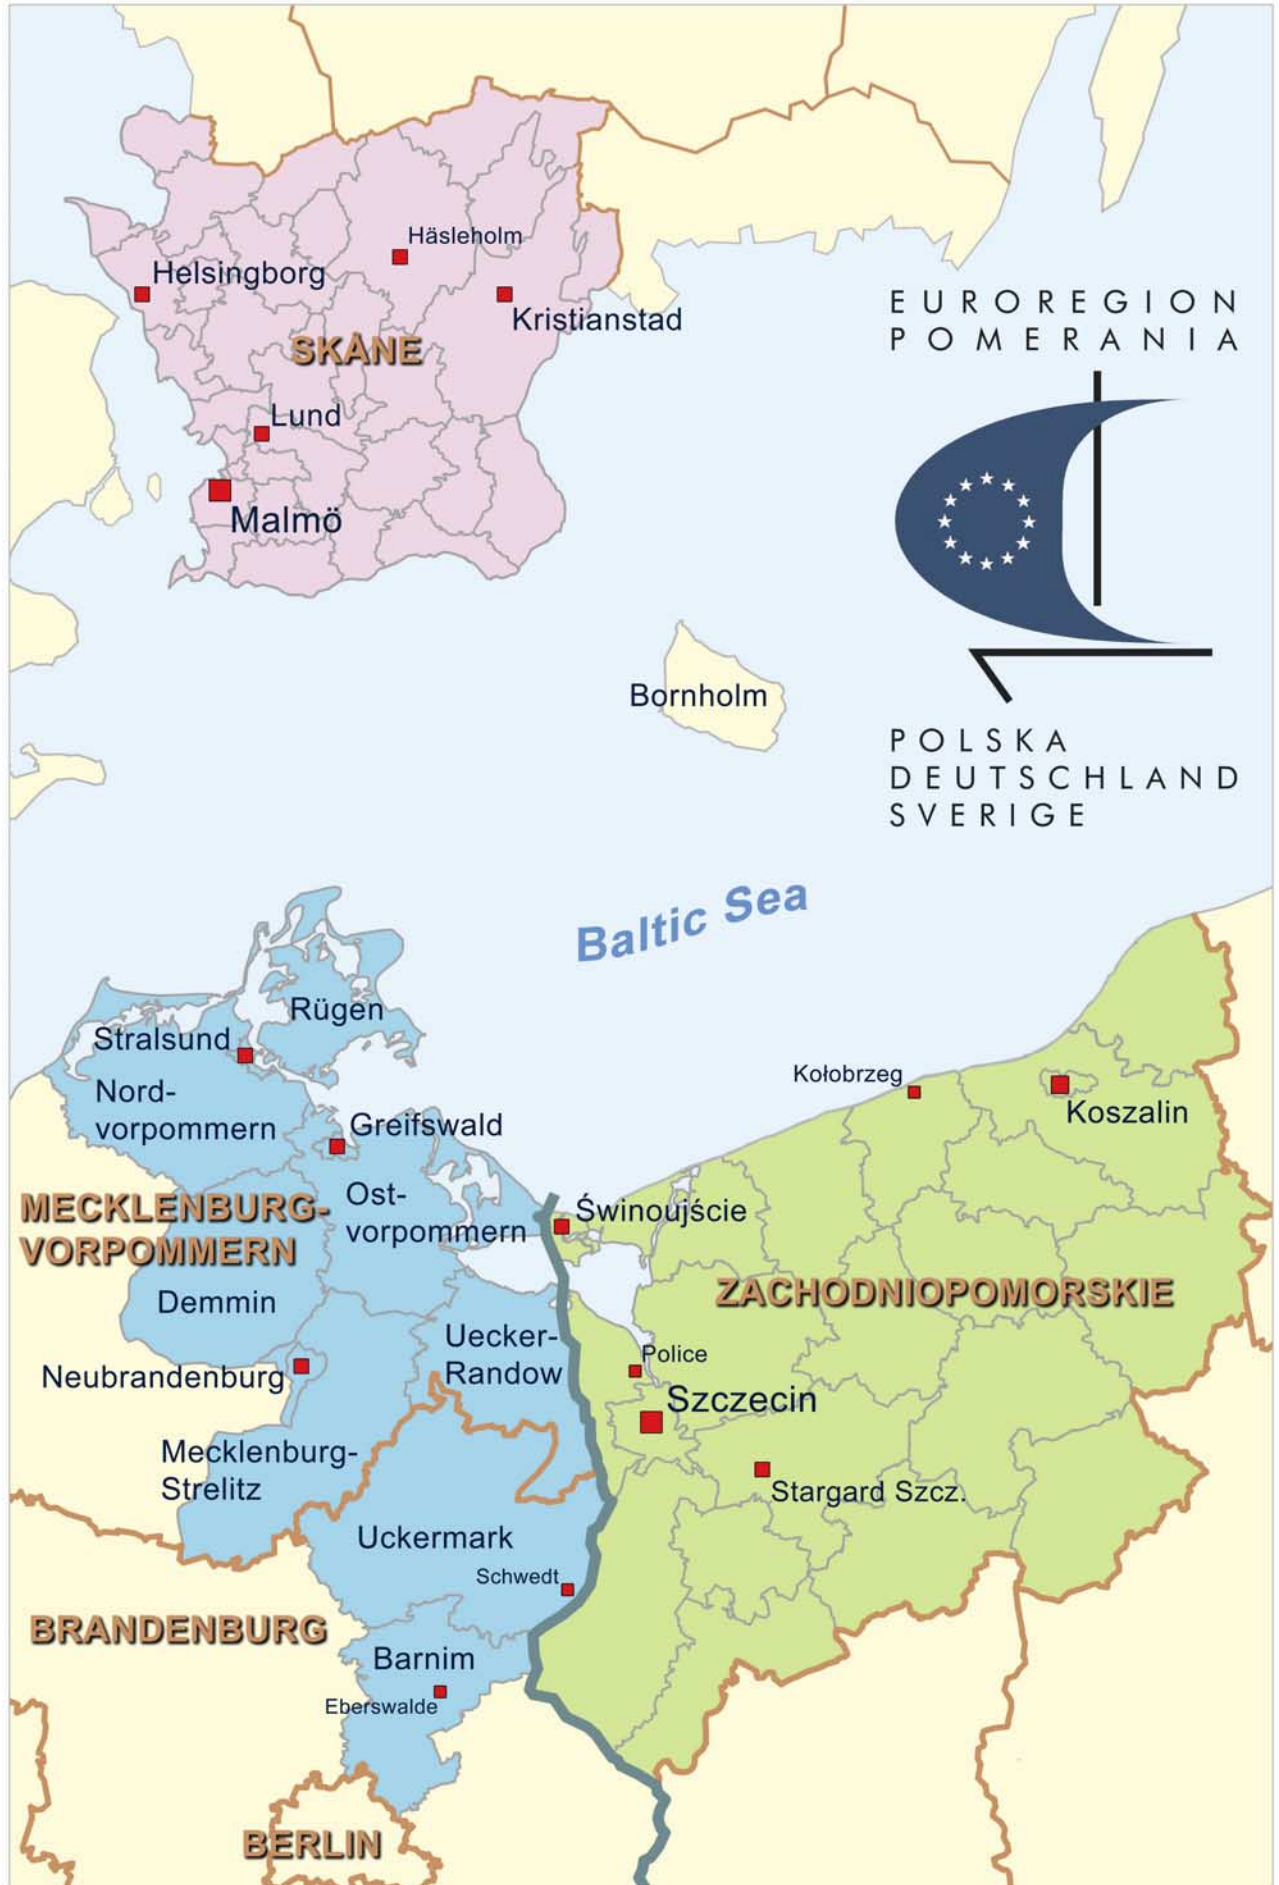 Häsleholm
Helsingborg
Kristianstad
SKÅNE
Lund
Malmö
EUROREGION
POMERANIA
Bornholm
POLSKA
DEUTSCHLAND
SVERIGE
Baltic Sea
Rügen
Stralsund
Nord-
vorpommern
Greifswald
Kołobrzeg
Koszalin
MECKLENBURG-
VORPOMMERN
Ost-
vorpommern
Świnoujście
Demmin
ZACHODNIOPOMORSKIE
Uecker-
Randow
Police
Neubrandenburg
Szczecin
Mecklenburg-
Strelitz
Stargard Szcz.
Uckermark
Schwedt
BRANDENBURG
Barnim
Eberswalde
BERLIN